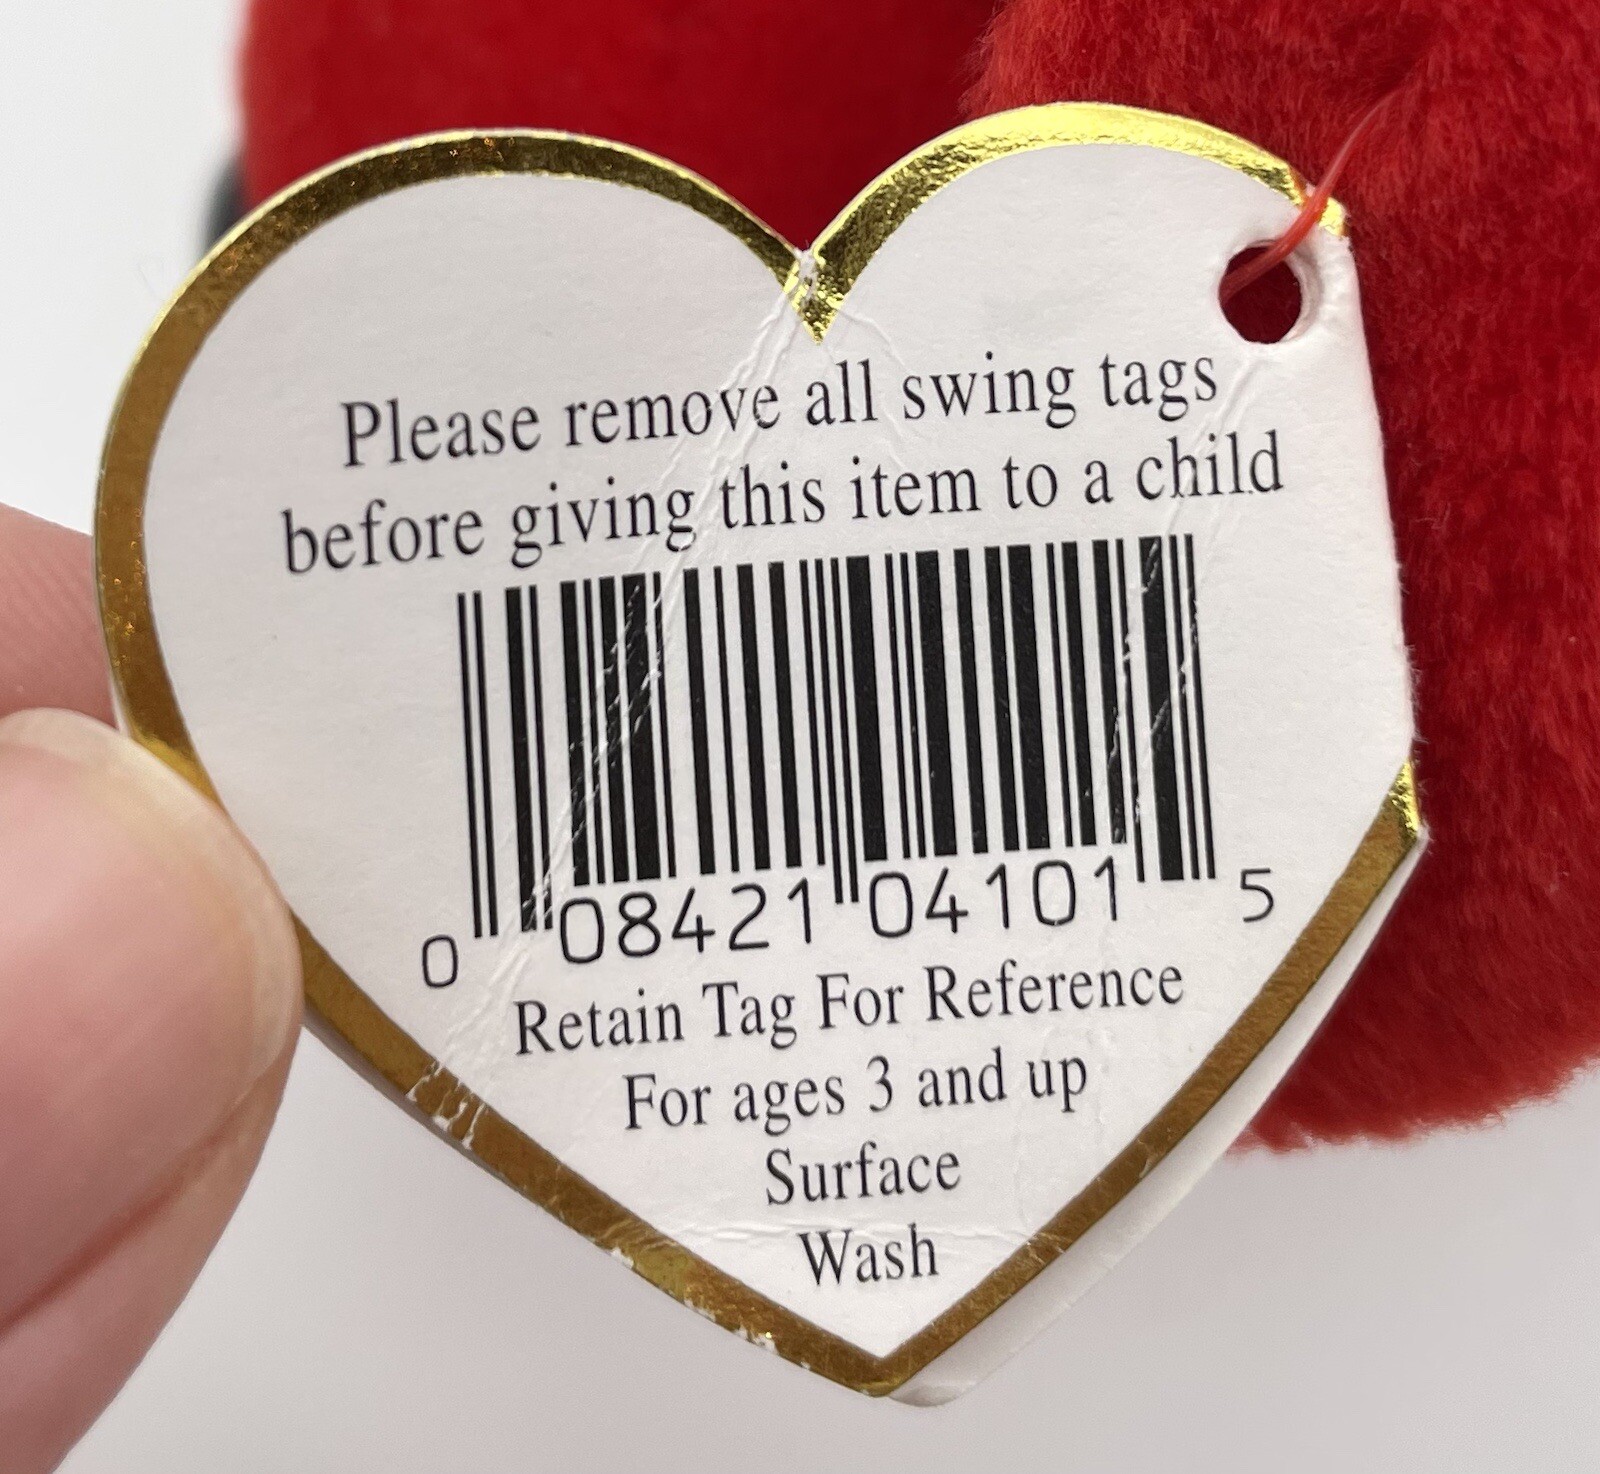 Please remove all swing tags
before giving this item to a child
0 08421 04101 5
Retain Tag For Reference
For ages 3 and up
Surface
Wash